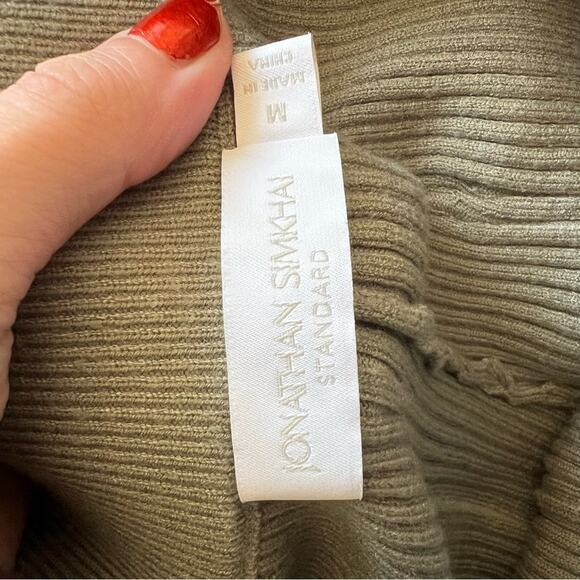 JONATHAN SIMKHAI
STANDARD
M
MADE IN
CHINA